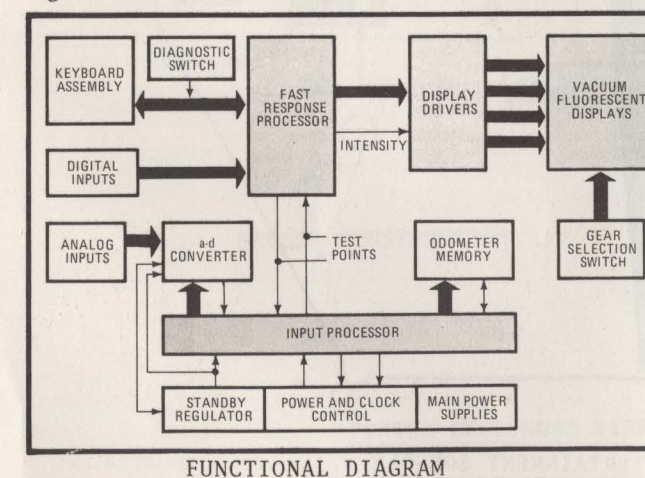 KEYBOARD
ASSEMBLY
DIAGNOSTIC
SWITCH
FAST
RESPONSE
PROCESSOR
DISPLAY
DRIVERS
VACUUM
FLUORESCENT
DISPLAYS
INTENSITY
DIGITAL
INPUTS
ANALOG
INPUTS
a-d
CONVERTER
TEST
POINTS
ODOMETER
MEMORY
GEAR
SELECTION
SWITCH
INPUT PROCESSOR
STANDBY
REGULATOR
POWER AND CLOCK
CONTROL
MAIN POWER
SUPPLIES
FUNCTIONAL DIAGRAM